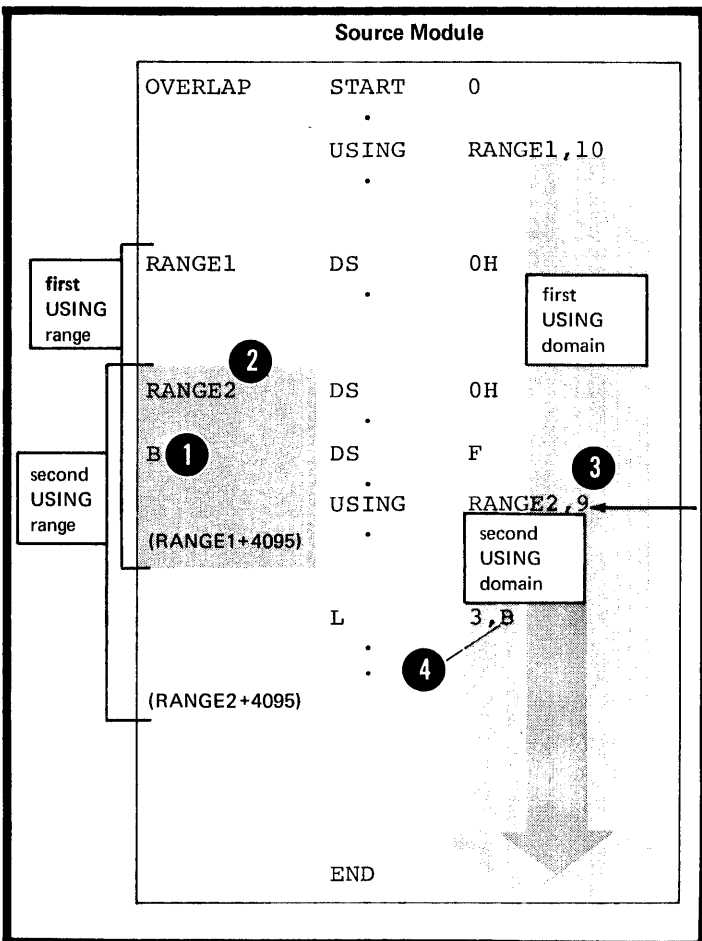 Source Module
OVERLAP START 0
.
USING RANGE1,10
.
RANGE1 DS 0H
.
first
USING
range
first
USING
domain
2
RANGE2 DS 0H
.
B 1 DS F
.
3
second
USING
range
USING RANGE2,9
.
(RANGE1+4095)
second
USING
domain
L 3,B
.
.
4
(RANGE2+4095)
END